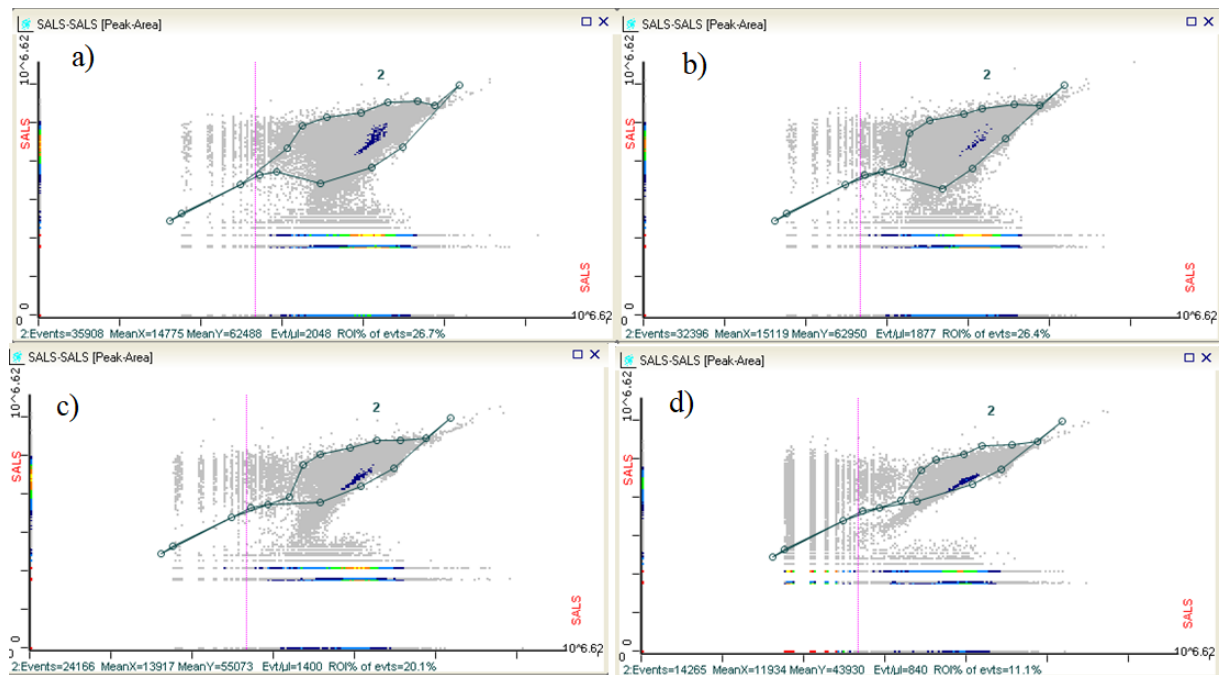 SALS-SALS [Peak-Area]
a)
2
10^6.62
SALS
0
SALS
0
10^6.62
2:Events=35908 MeanX=14775 MeanY=62488 Evt/µl=2048 ROI% of evts=26.7%
SALS-SALS [Peak-Area]
b)
2
10^6.62
SALS
0
SALS
0
10^6.62
2:Events=32396 MeanX=15119 MeanY=62950 Evt/µl=1877 ROI% of evts=26.4%
SALS-SALS [Peak-Area]
c)
2
10^6.62
SALS
0
SALS
0
10^6.62
2:Events=24166 MeanX=13917 MeanY=55073 Evt/µl=1400 ROI% of evts=20.1%
SALS-SALS [Peak-Area]
d)
2
10^6.62
SALS
0
SALS
0
10^6.62
2:Events=14265 MeanX=11934 MeanY=43930 Evt/µl=840 ROI% of evts=11.1%